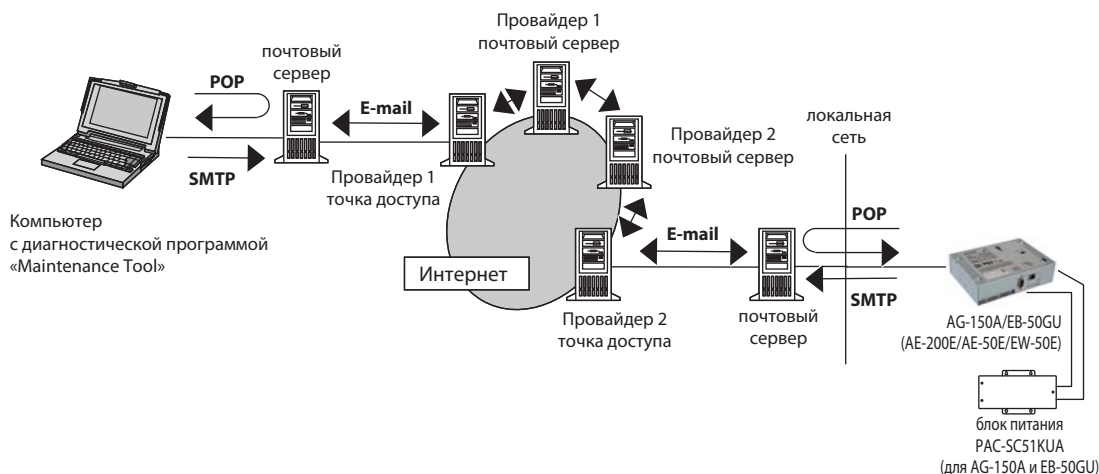 Провайдер 1
почтовый сервер
почтовый
сервер
POP
E-mail
SMTP
Провайдер 1
точка доступа
Компьютер
с диагностической программой
«Maintenance Tool»
Провайдер 2
почтовый сервер
локальная
сеть
Интернет
E-mail
POP
SMTP
Провайдер 2
точка доступа
почтовый
сервер
AG-150A/EB-50GU
(AE-200E/AE-50E/EW-50E)
блок питания
PAC-SC51KUA
(для AG-150A и EB-50GU)